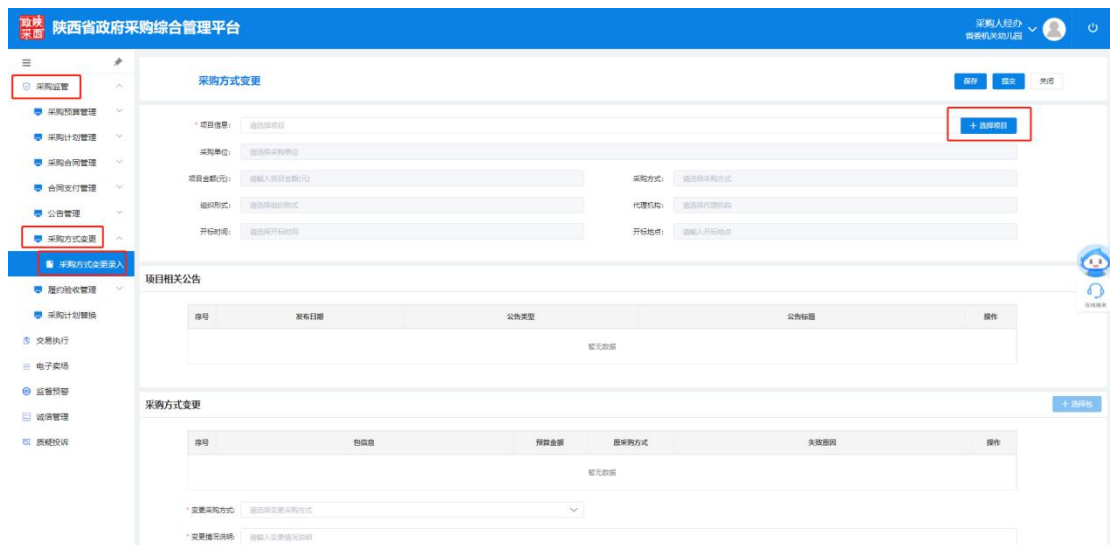 政陕
采西
陕西省政府采购综合管理平台
采购人经办
省委机关幼儿园
采购监管
采购预算管理
采购计划管理
采购合同管理
合同支付管理
公告管理
采购方式变更
采购方式变更录入
履约验收管理
采购计划替换
交易执行
电子卖场
监督预警
诚信管理
质疑投诉
采购方式变更
保存 提交 关闭
* 项目信息: 请选择项目 + 选择项目
采购单位: 请选择采购单位
项目金额(元): 请输入项目金额(元) 采购方式: 请选择采购方式
组织形式: 请选择组织形式 代理机构: 请选择代理机构
开标时间: 请选择开标时间 开标地点: 请输入开标地点
在线服务
项目相关公告
序号 发布日期 公告类型 公告标题 操作
暂无数据
采购方式变更 + 选择包
序号 包信息 预算金额 原采购方式 失败原因 操作
暂无数据
* 变更采购方式: 请选择变更采购方式
* 变更情况说明: 请输入变更情况说明